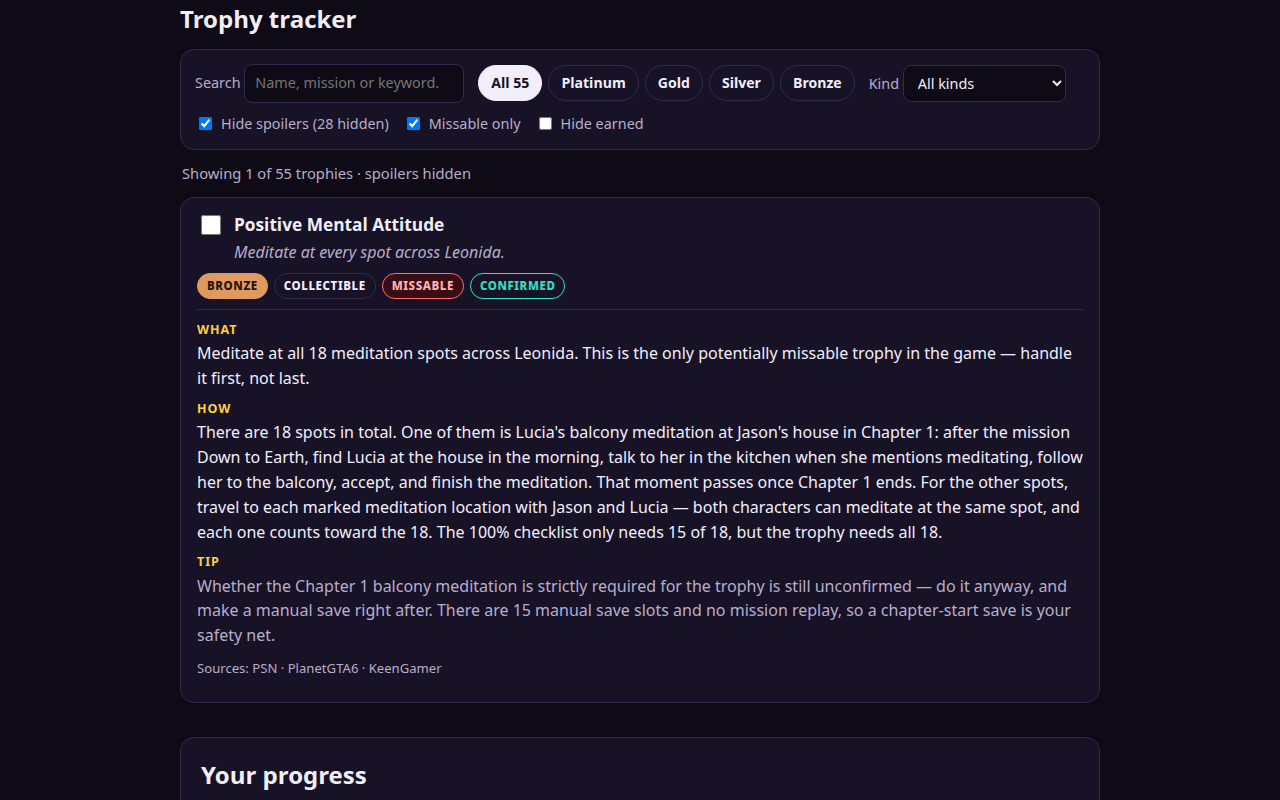 Trophy tracker
Search Name, mission or keyword. All 55 Platinum Gold Silver Bronze Kind All kinds
Hide spoilers (28 hidden) Missable only Hide earned
Showing 1 of 55 trophies · spoilers hidden
Positive Mental Attitude
Meditate at every spot across Leonida.
BRONZE COLLECTIBLE MISSABLE CONFIRMED
WHAT
Meditate at all 18 meditation spots across Leonida. This is the only potentially missable trophy in the game — handle
it first, not last.
HOW
There are 18 spots in total. One of them is Lucia's balcony meditation at Jason's house in Chapter 1: after the mission
Down to Earth, find Lucia at the house in the morning, talk to her in the kitchen when she mentions meditating, follow
her to the balcony, accept, and finish the meditation. That moment passes once Chapter 1 ends. For the other spots,
travel to each marked meditation location with Jason and Lucia — both characters can meditate at the same spot, and
each one counts toward the 18. The 100% checklist only needs 15 of 18, but the trophy needs all 18.
TIP
Whether the Chapter 1 balcony meditation is strictly required for the trophy is still unconfirmed — do it anyway, and
make a manual save right after. There are 15 manual save slots and no mission replay, so a chapter-start save is your
safety net.
Sources: PSN · PlanetGTA6 · KeenGamer
Your progress